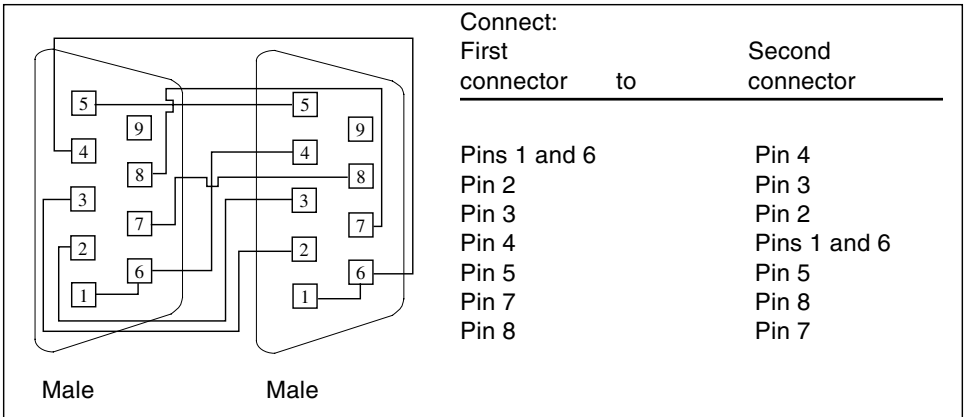 5
9
4
8
3
7
2
6
1
5
9
4
8
3
7
2
6
1
Male Male
Connect:
First Second
connector to connector
Pins 1 and 6 Pin 4
Pin 2 Pin 3
Pin 3 Pin 2
Pin 4 Pins 1 and 6
Pin 5 Pin 5
Pin 7 Pin 8
Pin 8 Pin 7